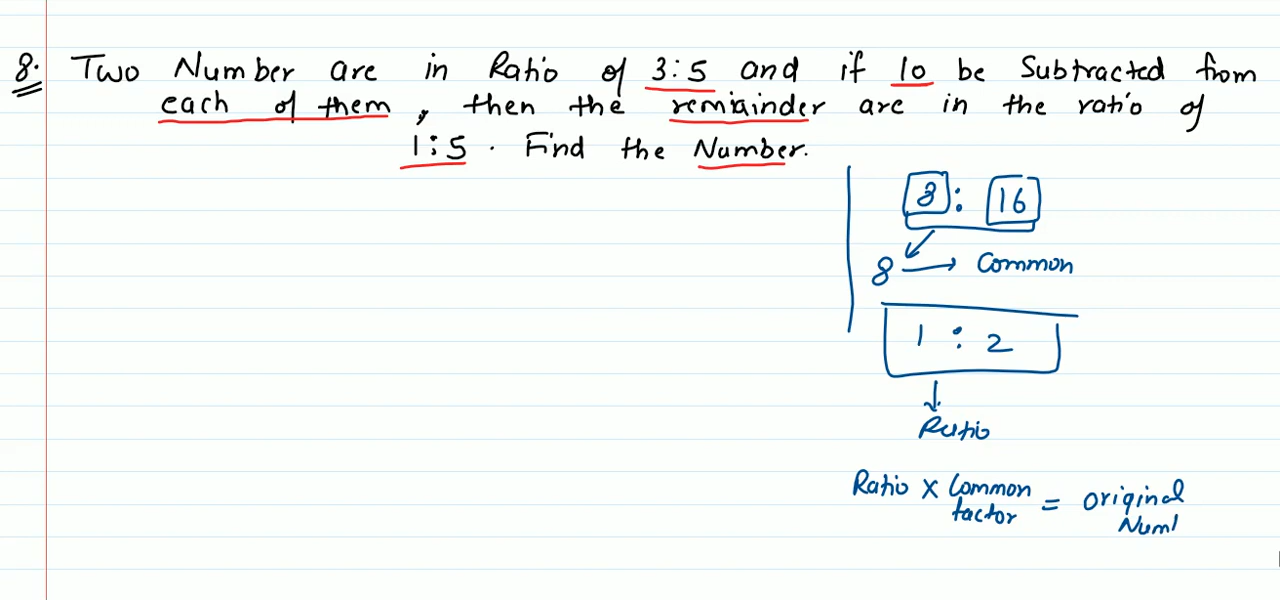 8. Two Number are in Ratio of 3:5 and if 10 be Subtracted from
each of them, then the remiainder are in the ratio of
1:5. Find the Number.
8 : 16
8 → Common
1 : 2
Ratio
Ratio x Common factor = original Num